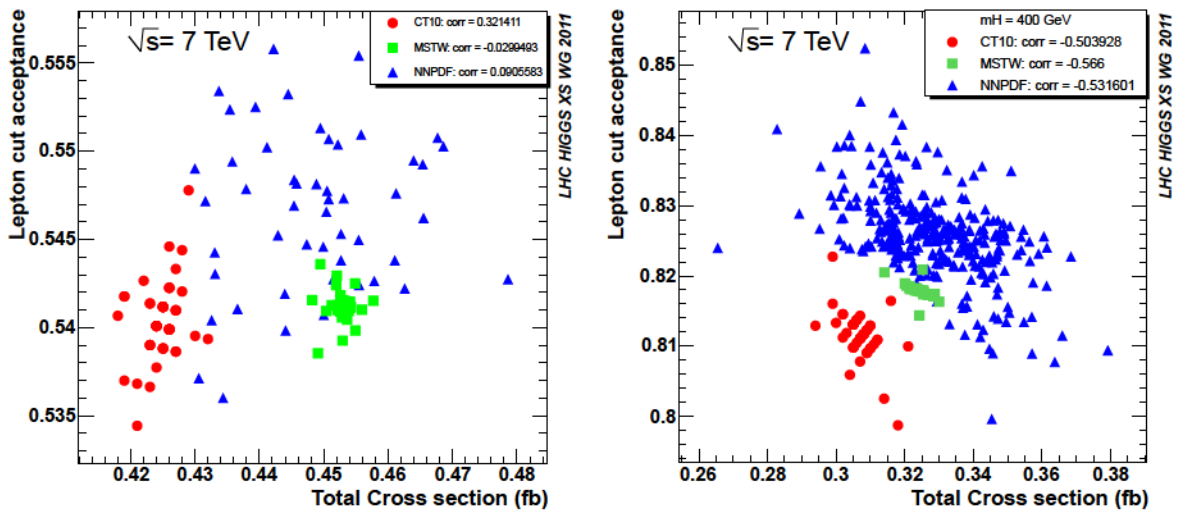 √s= 7 TeV
CT10: corr = 0.321411
MSTW: corr = -0.0299493
NNPDF: corr = 0.0905583
LHC HIGGS XS WG 2011
Lepton cut acceptance
0.555
0.55
0.545
0.54
0.535
0.42 0.43 0.44 0.45 0.46 0.47 0.48
Total Cross section (fb)
√s= 7 TeV
mH = 400 GeV
CT10: corr = -0.503928
MSTW: corr = -0.566
NNPDF: corr = -0.531601
LHC HIGGS XS WG 2011
Lepton cut acceptance
0.85
0.84
0.83
0.82
0.81
0.8
0.26 0.28 0.3 0.32 0.34 0.36 0.38
Total Cross section (fb)